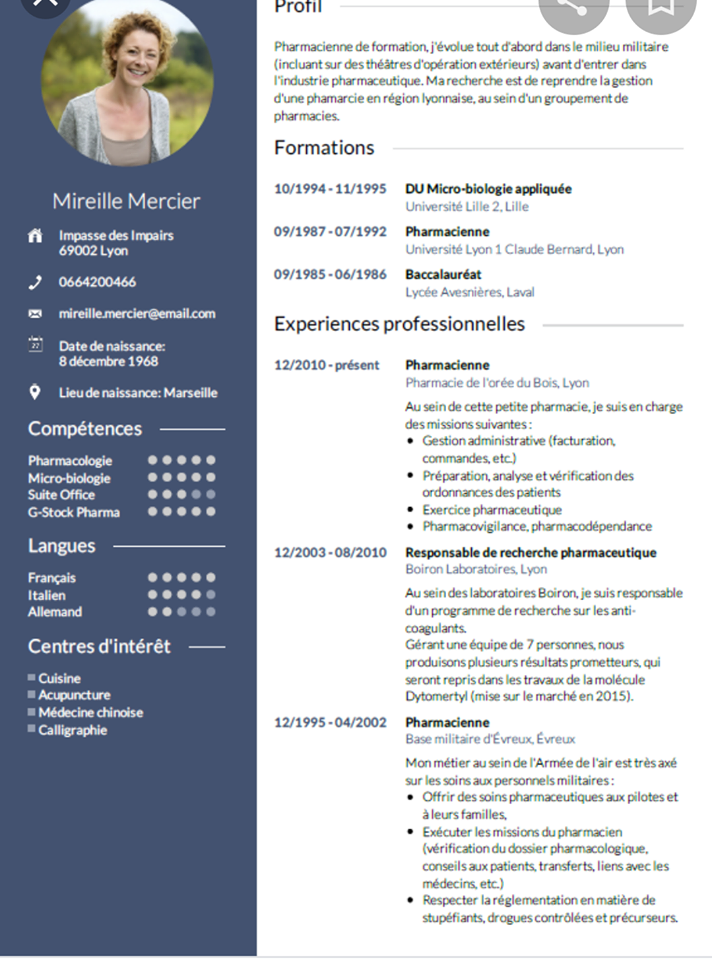 Mireille Mercier
Impasse des Impairs
69002 Lyon
0664200466
mireille.mercier@email.com
Date de naissance:
8 décembre 1968
Lieu de naissance: Marseille
Compétences
Pharmacologie
Micro-biologie
Suite Office
G-Stock Pharma
Langues
Français
Italien
Allemand
Centres d'intérêt
Cuisine
Acupuncture
Médecine chinoise
Calligraphie
Profil
Pharmacienne de formation, j'évolue tout d'abord dans le milieu militaire
(incluant sur des théâtres d'opération extérieurs) avant d'entrer dans
l'industrie pharmaceutique. Ma recherche est de reprendre la gestion
d'une phamarcie en région lyonnaise, au sein d'un groupement de
pharmacies.
Formations
10/1994 - 11/1995 DU Micro-biologie appliquée
Université Lille 2, Lille
09/1987 - 07/1992 Pharmacienne
Université Lyon 1 Claude Bernard, Lyon
09/1985 - 06/1986 Baccalauréat
Lycée Avesnières, Laval
Experiences professionnelles
12/2010 - présent Pharmacienne
Pharmacie de l'orée du Bois, Lyon
Au sein de cette petite pharmacie, je suis en charge
des missions suivantes :
• Gestion administrative (facturation,
commandes, etc.)
• Préparation, analyse et vérification des
ordonnances des patients
• Exercice pharmaceutique
• Pharmacovigilance, pharmacodépendance
12/2003 - 08/2010 Responsable de recherche pharmaceutique
Boiron Laboratoires, Lyon
Au sein des laboratoires Boiron, je suis responsable
d'un programme de recherche sur les anti-
coagulants.
Gérant une équipe de 7 personnes, nous
produisons plusieurs résultats prometteurs, qui
seront repris dans les travaux de la molécule
Dytomertyl (mise sur le marché en 2015).
12/1995 - 04/2002 Pharmacienne
Base militaire d'Évreux, Évreux
Mon métier au sein de l'Armée de l'air est très axé
sur les soins aux personnels militaires :
• Offrir des soins pharmaceutiques aux pilotes et
à leurs familles,
• Exécuter les missions du pharmacien
(vérification du dossier pharmacologique,
conseils aux patients, transferts, liens avec les
médecins, etc.)
• Respecter la réglementation en matière de
stupéfiants, drogues contrôlées et précurseurs.